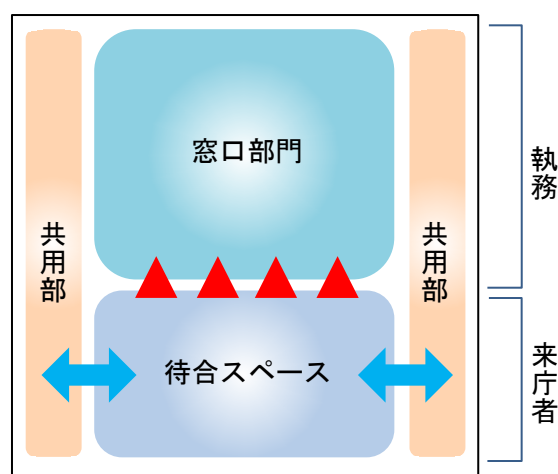 窓口部門
執務
共用部
共用部
待合スペース
来庁者